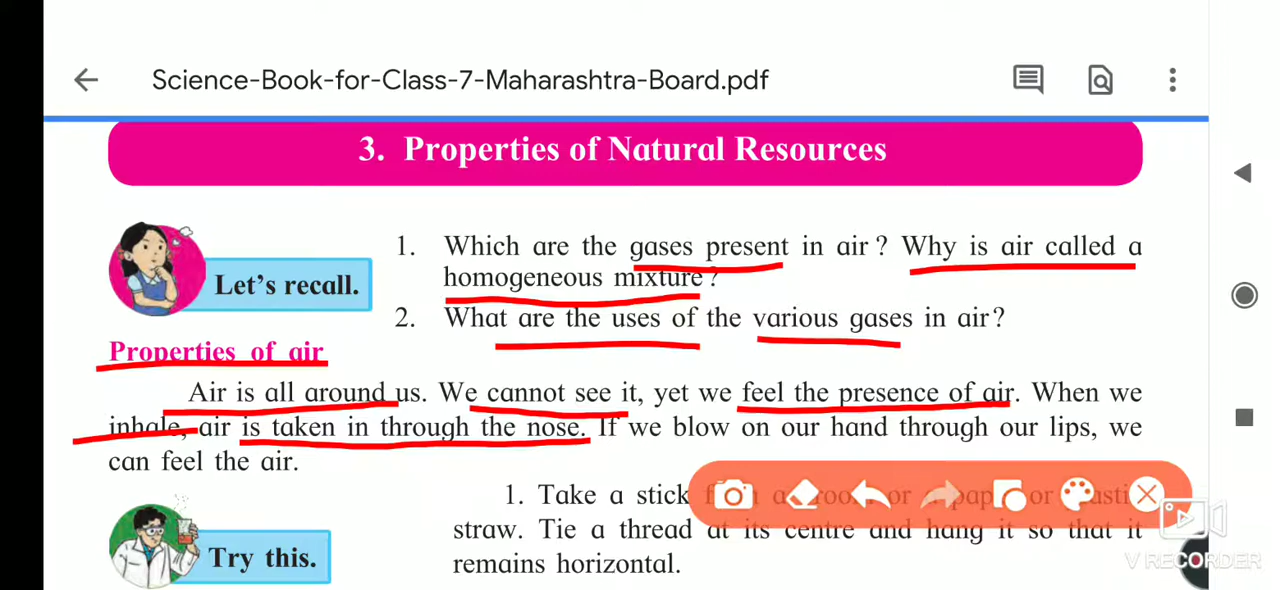 Science-Book-for-Class-7-Maharashtra-Board.pdf
3. Properties of Natural Resources
Let's recall.
1. Which are the gases present in air? Why is air called a
homogeneous mixture?
2. What are the uses of the various gases in air?
Properties of air
Air is all around us. We cannot see it, yet we feel the presence of air. When we
inhale, air is taken in through the nose. If we blow on our hand through our lips, we
can feel the air.
Try this.
1. Take a stick or
straw. Tie a thread at its centre and hang it so that it
remains horizontal.
V RECORDER